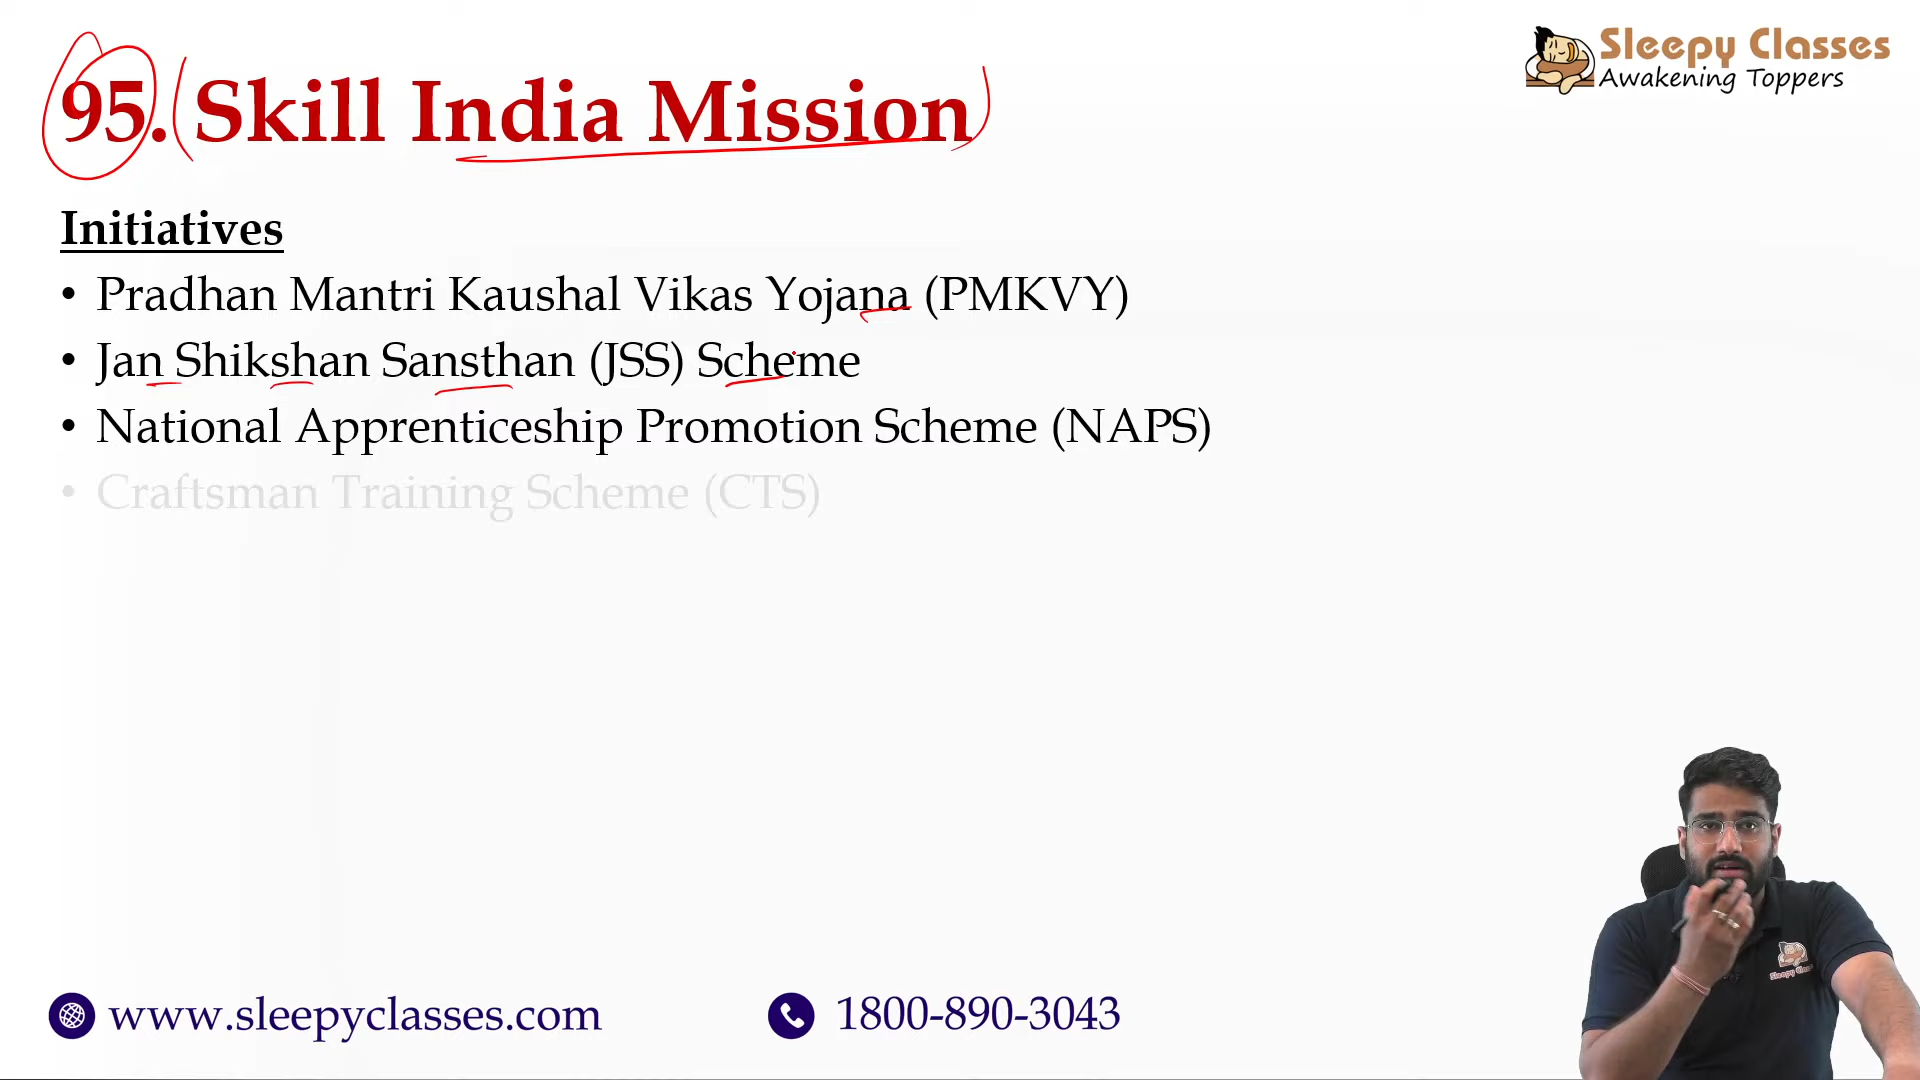 Sleepy Classes
Awakening Toppers
95. Skill India Mission
Initiatives
• Pradhan Mantri Kaushal Vikas Yojana (PMKVY)
• Jan Shikshan Sansthan (JSS) Scheme
• National Apprenticeship Promotion Scheme (NAPS)
• Craftsman Training Scheme (CTS)
www.sleepyclasses.com
1800-890-3043